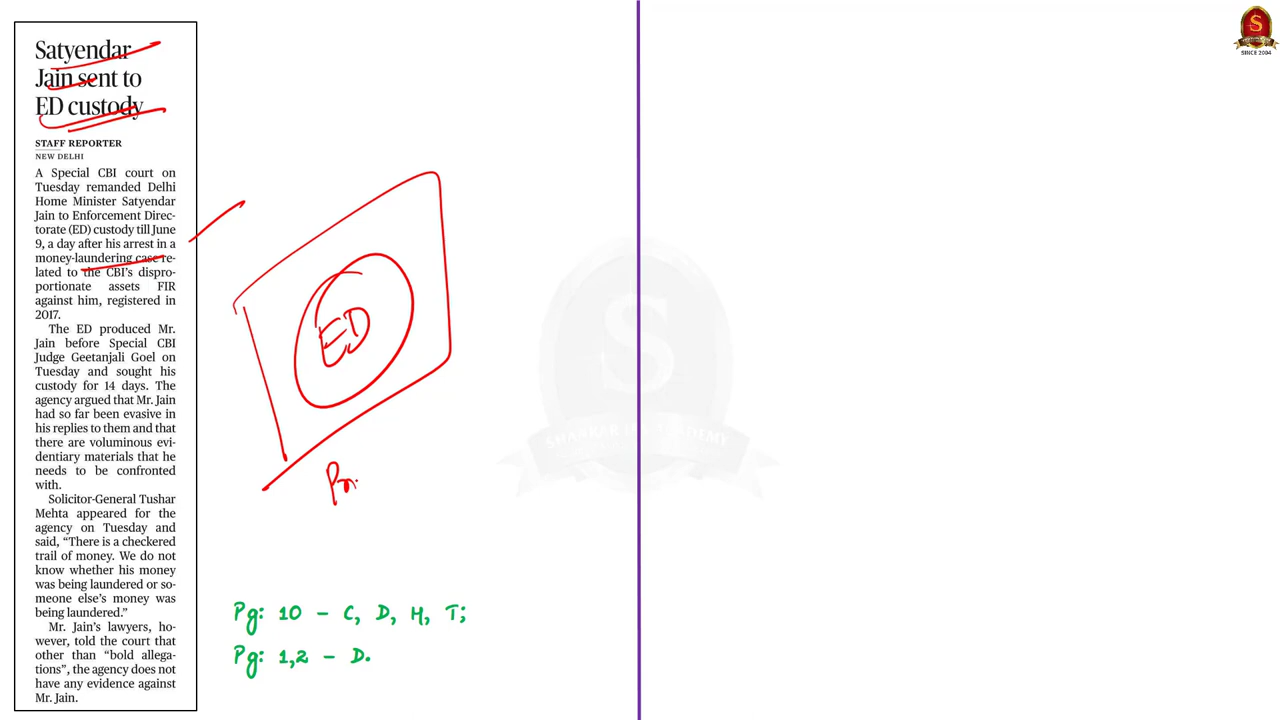 Satyendar
Jain sent to
ED custody
STAFF REPORTER
NEW DELHI
A Special CBI court on
Tuesday remanded Delhi
Home Minister Satyendar
Jain to Enforcement Direc-
torate (ED) custody till June
9, a day after his arrest in a
money-laundering case re-
lated to the CBI’s dispro-
portionate assets FIR
against him, registered in
2017.
The ED produced Mr.
Jain before Special CBI
Judge Geetanjali Goel on
Tuesday and sought his
custody for 14 days. The
agency argued that Mr. Jain
had so far been evasive in
his replies to them and that
there are voluminous evi-
dentiary materials that he
needs to be confronted
with.
Solicitor-General Tushar
Mehta appeared for the
agency on Tuesday and
said, “There is a checkered
trail of money. We do not
know whether his money
was being laundered or so-
meone else’s money was
being laundered.”
Mr. Jain’s lawyers, ho-
wever, told the court that
other than “bold allega-
tions”, the agency does not
have any evidence against
Mr. Jain.
ED
Pg: 10 - C, D, H, T;
Pg: 1,2 - D.
S
SINCE 2004
S
SHANKAR IAS ACADEMY